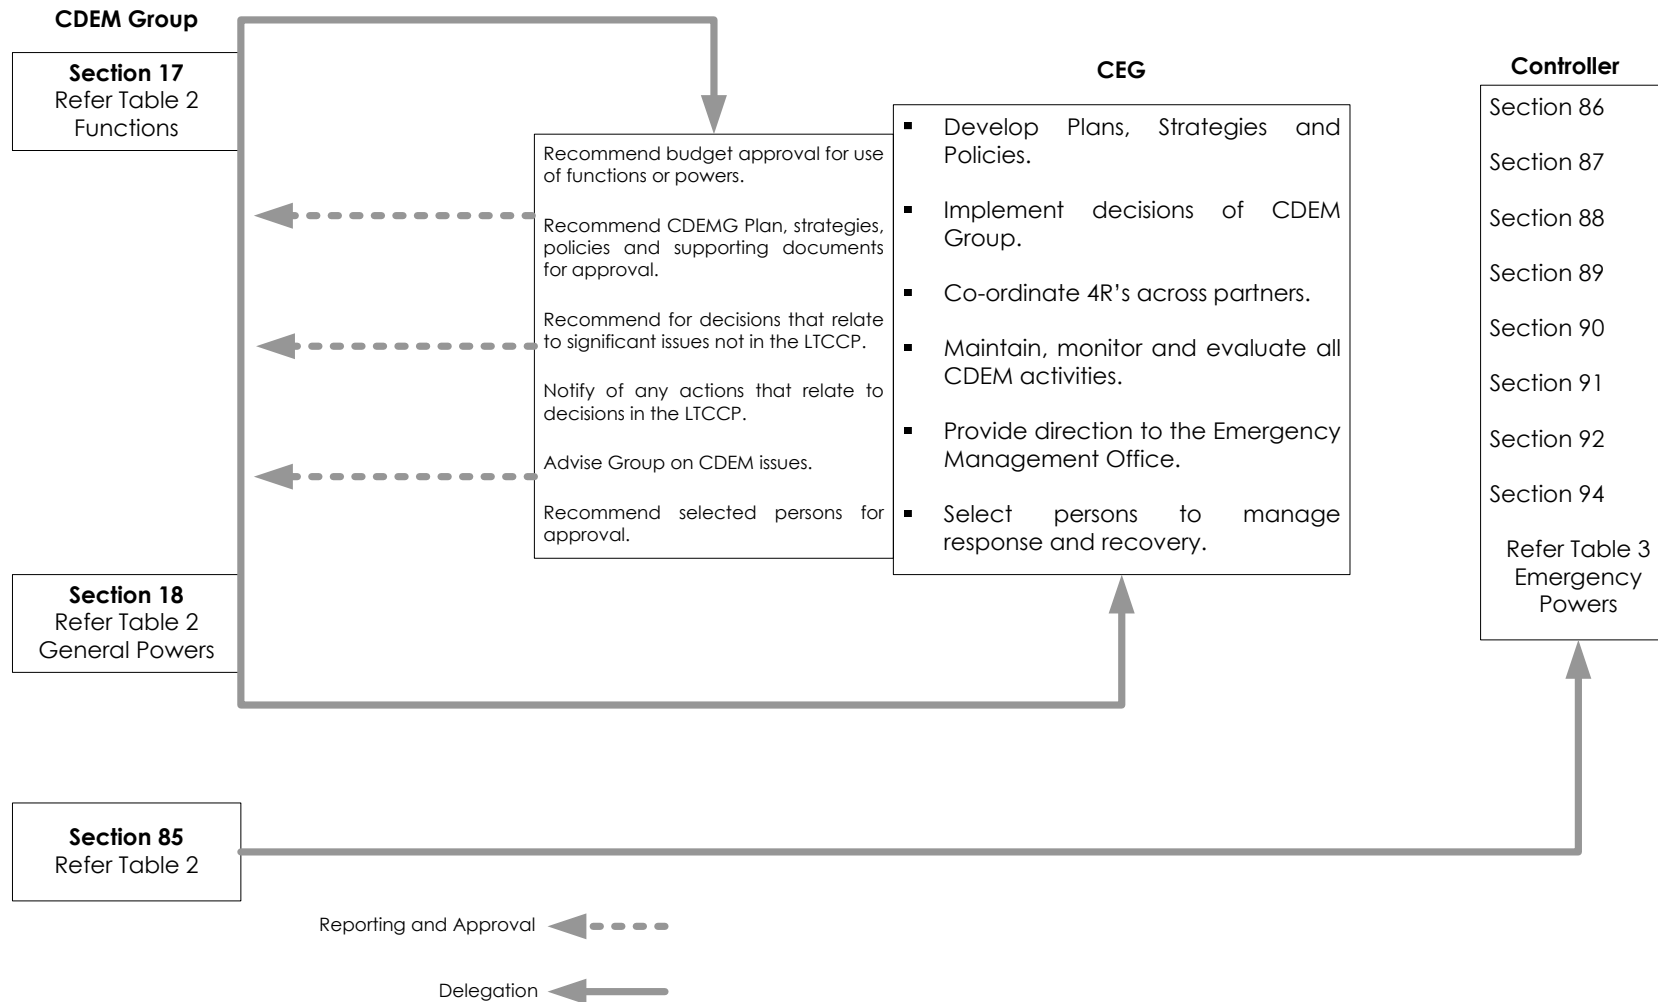 CDEM Group
Section 17
Refer Table 2
Functions
Section 18
Refer Table 2
General Powers
Section 85
Refer Table 2
Recommend budget approval for use
of functions or powers.
Recommend CDEMG Plan, strategies,
policies and supporting documents
for approval.
Recommend for decisions that relate
to significant issues not in the LTCCP.
Notify of any actions that relate to
decisions in the LTCCP.
Advise Group on CDEM issues.
Recommend selected persons for
approval.
CEG
▪ Develop Plans, Strategies and
Policies.
▪ Implement decisions of CDEM
Group.
▪ Co-ordinate 4R's across partners.
▪ Maintain, monitor and evaluate all
CDEM activities.
▪ Provide direction to the Emergency
Management Office.
▪ Select persons to manage
response and recovery.
Controller
Section 86
Section 87
Section 88
Section 89
Section 90
Section 91
Section 92
Section 94
Refer Table 3
Emergency
Powers
Reporting and Approval
Delegation